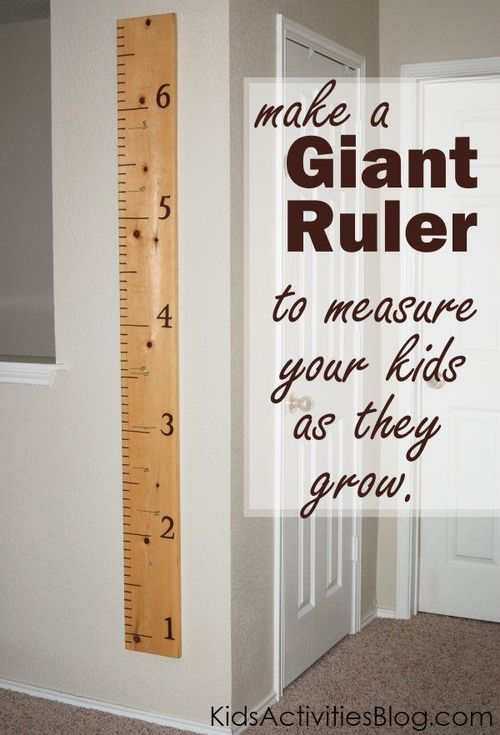 make a
Giant
Ruler
to measure
your kids
as they
grow.
6
5
4
3
2
1
KidsActivitiesBlog.com